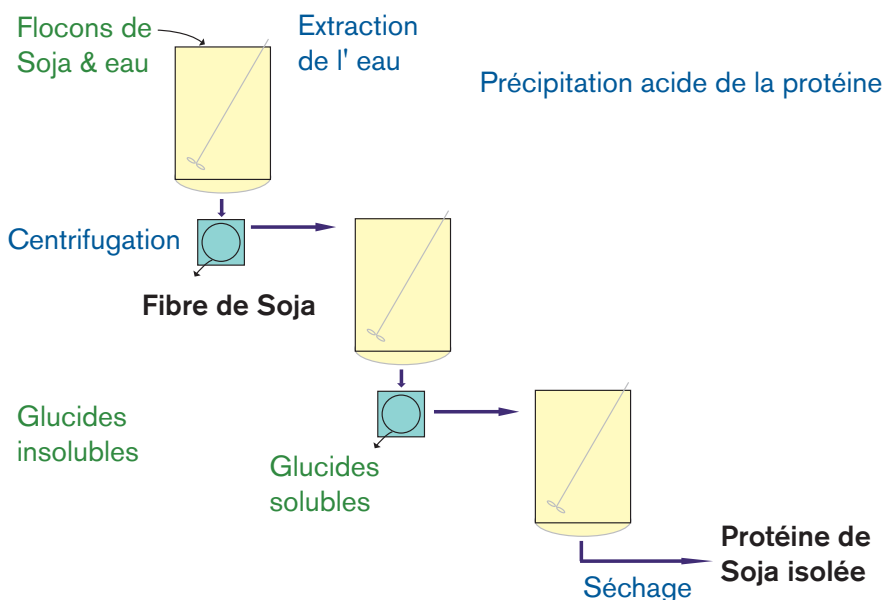 Flocons de
Soja & eau
Extraction
de l' eau
Précipitation acide de la protéine
Centrifugation
Fibre de Soja
Glucides
insolubles
Glucides
solubles
Protéine de
Soja isolée
Séchage